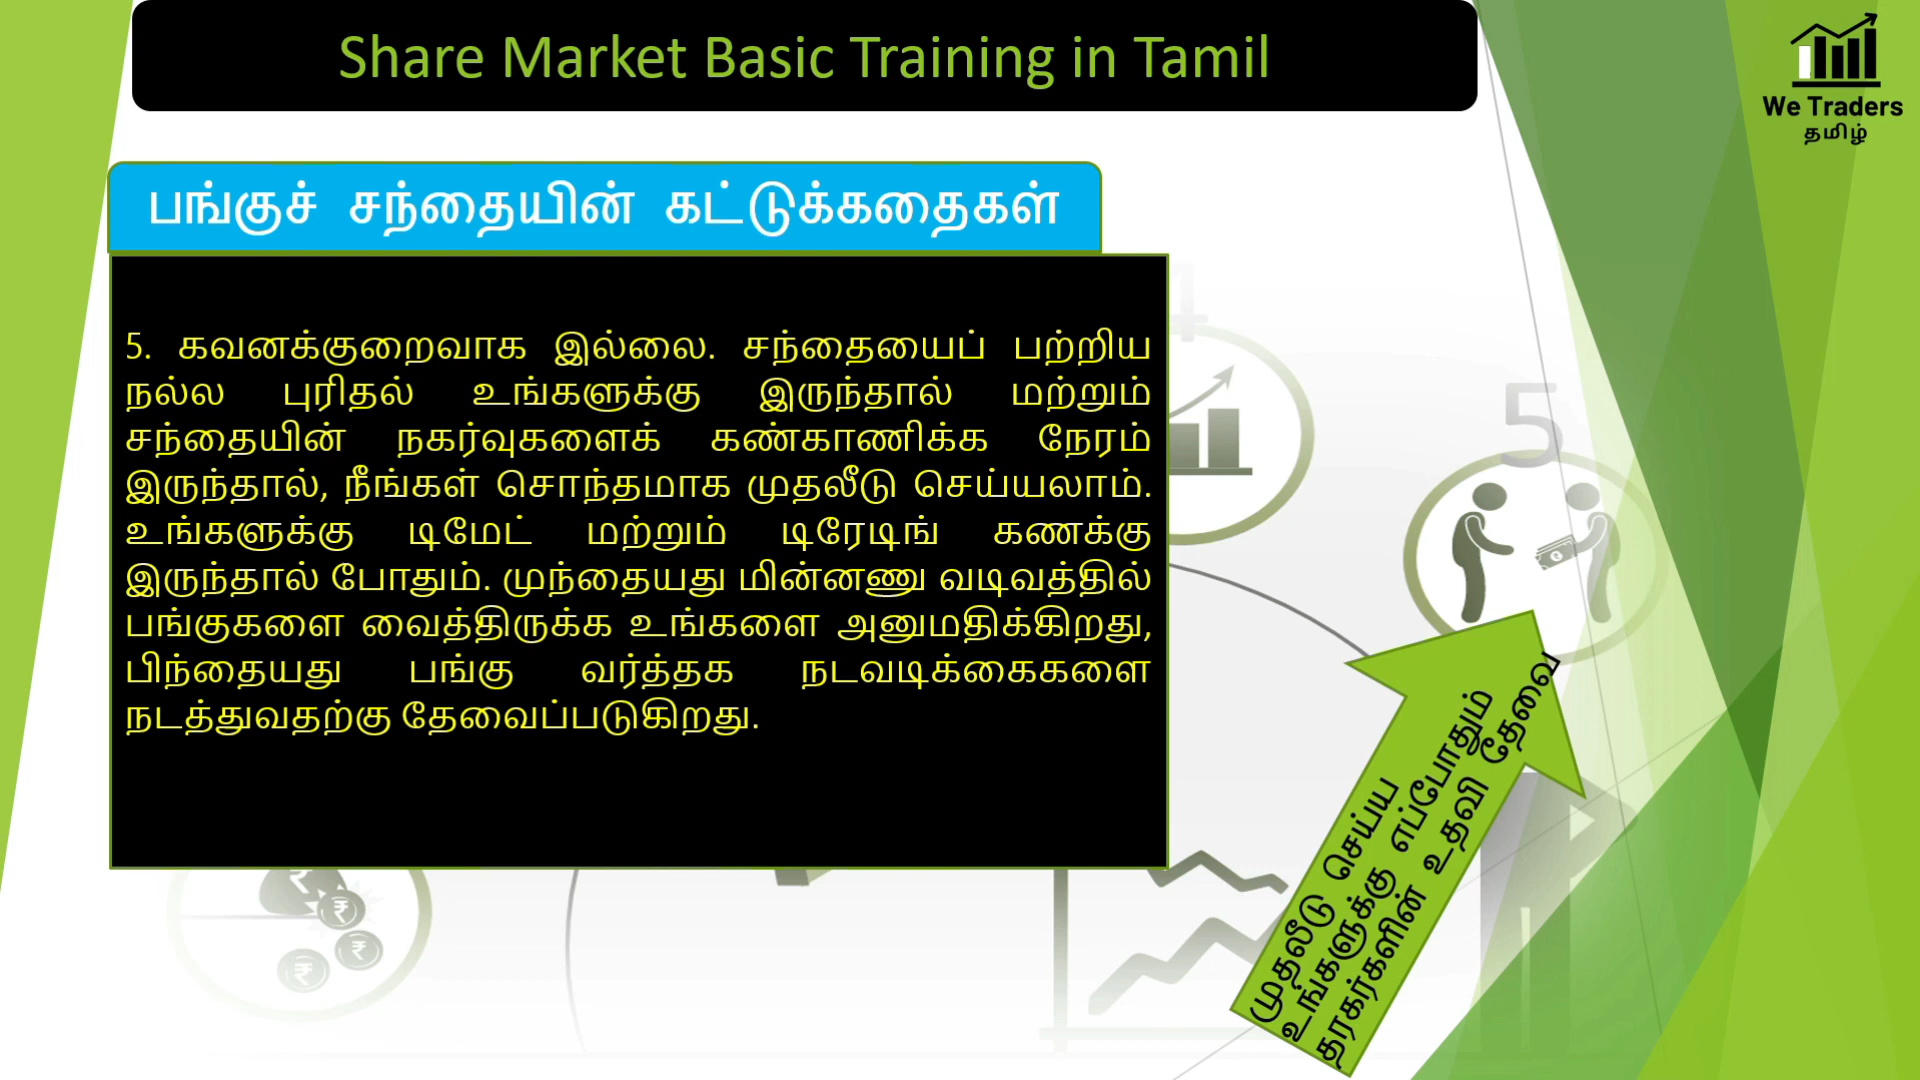 Share Market Basic Training in Tamil
We Traders
தமிழ்
பங்குச் சந்தையின் கட்டுக்கதைகள்
5. கவனக்குறைவாக இல்லை. சந்தையைப் பற்றிய
நல்ல புரிதல் உங்களுக்கு இருந்தால் மற்றும்
சந்தையின் நகர்வுகளைக் கண்காணிக்க நேரம்
இருந்தால், நீங்கள் சொந்தமாக முதலீடு செய்யலாம்.
உங்களுக்கு டிமேட் மற்றும் டிரேடிங் கணக்கு
இருந்தால் போதும். முந்தையது மின்னணு வடிவத்தில்
பங்குகளை வைத்திருக்க உங்களை அனுமதிக்கிறது,
பிந்தையது பங்கு வர்த்தக நடவடிக்கைகளை
நடத்துவதற்கு தேவைப்படுகிறது.
4
5
முதலீடு செய்ய
உங்களுக்கு எப்போதும்
தரகர்களின் உதவி தேவை